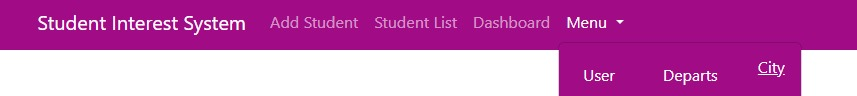 Student Interest System Add Student Student List Dashboard Menu
User Departs City